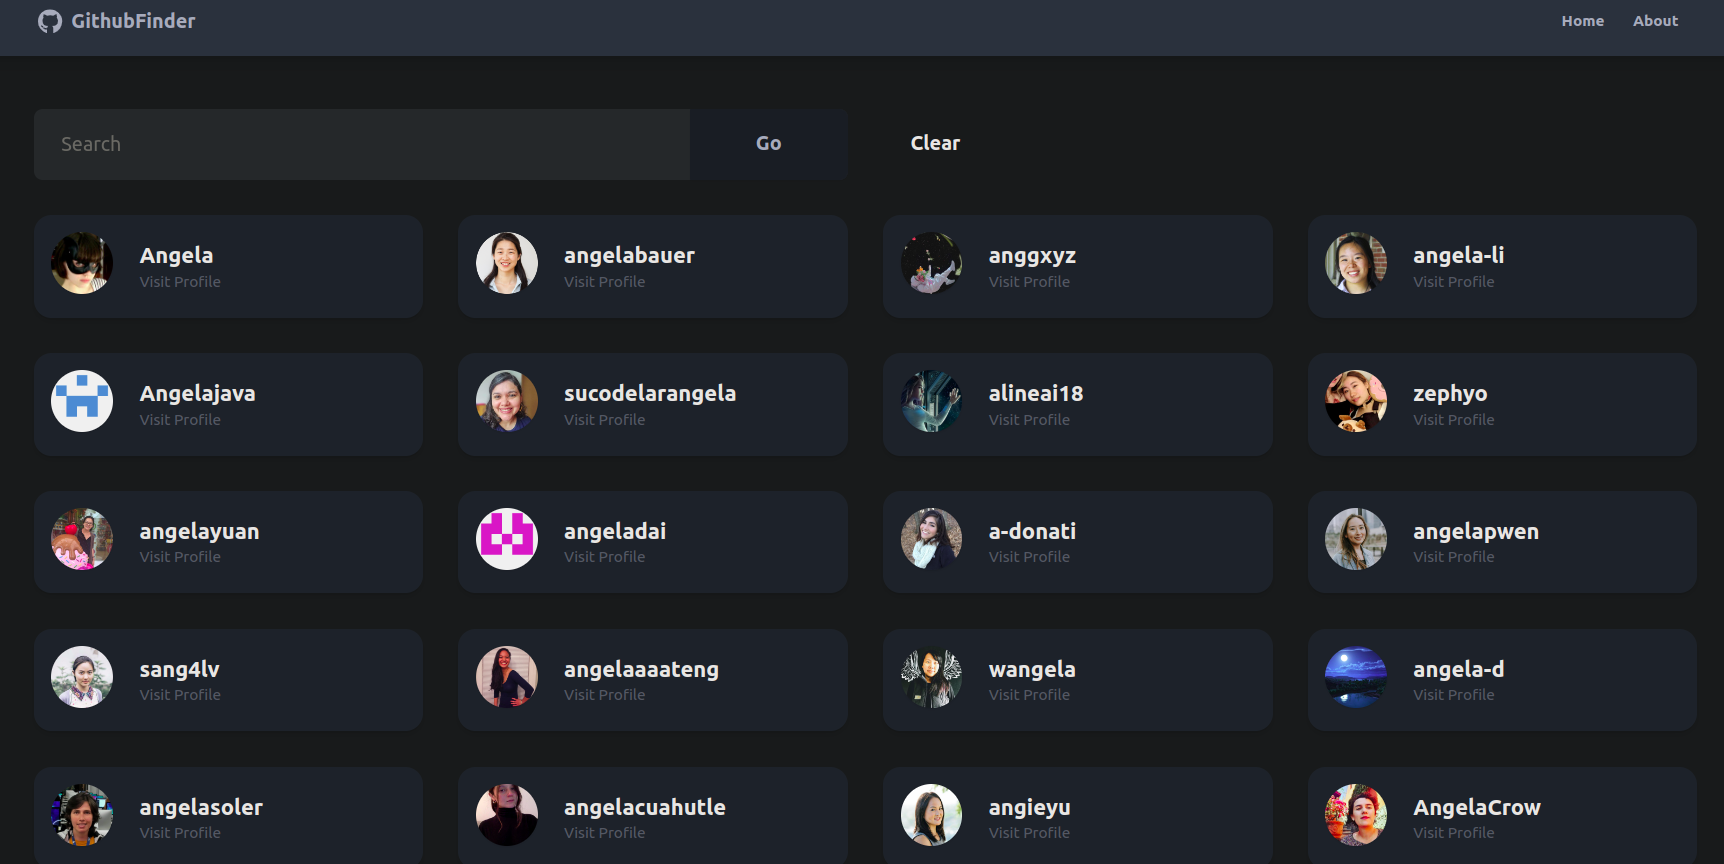 GithubFinder
Home About
Search
Go
Clear
Angela
Visit Profile
angelabauer
Visit Profile
anggxyz
Visit Profile
angela-li
Visit Profile
Angelajava
Visit Profile
sucodelarangela
Visit Profile
alineai18
Visit Profile
zephyo
Visit Profile
angelayuan
Visit Profile
angeladai
Visit Profile
a-donati
Visit Profile
angelapwen
Visit Profile
sang4lv
Visit Profile
angelaaaateng
Visit Profile
wangela
Visit Profile
angela-d
Visit Profile
angelasoler
Visit Profile
angelacuahutle
Visit Profile
angieyu
Visit Profile
AngelaCrow
Visit Profile